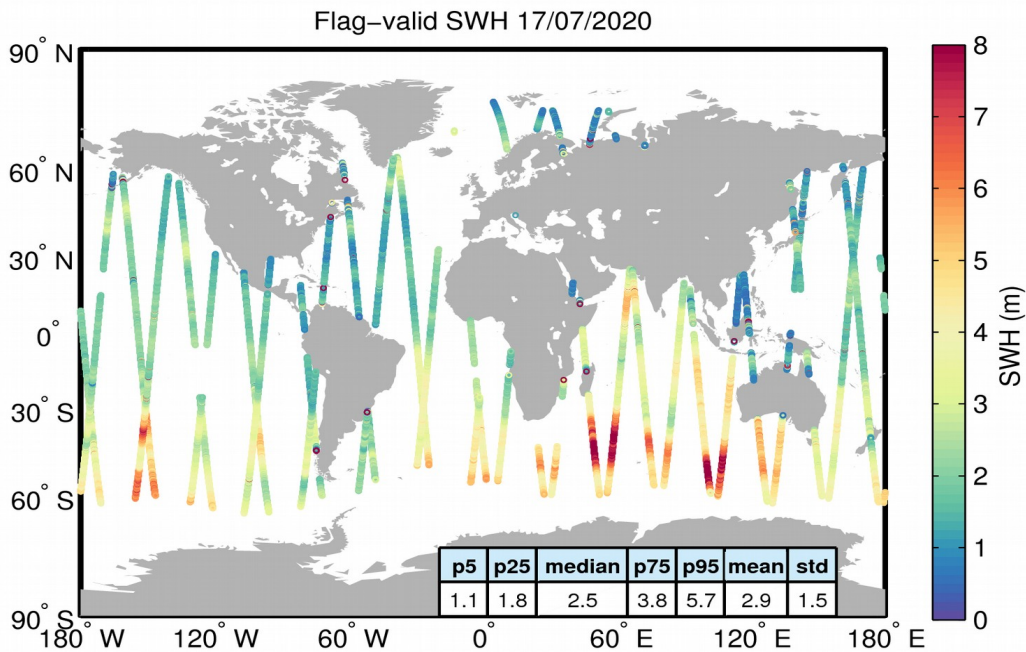 Flag−valid SWH 17/07/2020
90° N
60° N
30° N
0°
30° S
60° S
90° S
180° W
120° W
60° W
0°
60° E
120° E
180° E
p5 p25 median p75 p95 mean std
1.1 1.8 2.5 3.8 5.7 2.9 1.5
8
7
6
5
4
3
2
1
0
SWH (m)